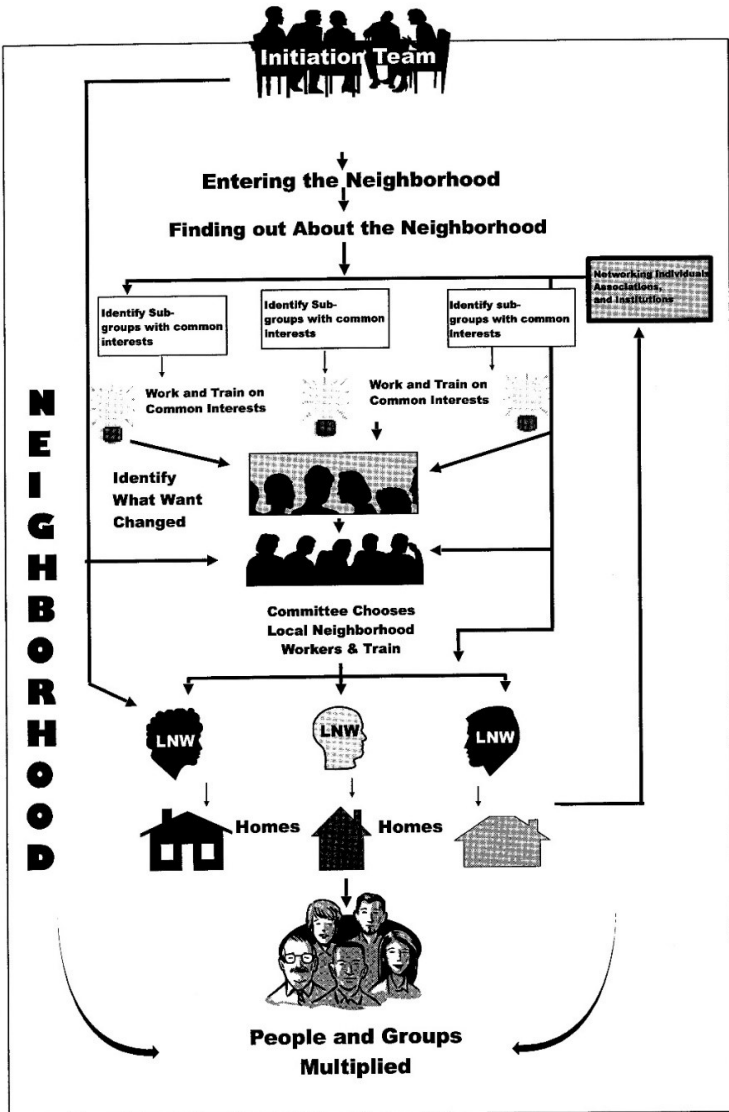 Initiation Team
Entering the Neighborhood
Finding out About the Neighborhood
Networking Individuals
Associations,
and Institutions
Identify Sub-
groups with common
interests
Identify Sub-
groups with common
interests
Identify sub-
groups with common
Interests
Work and Train on
Common Interests
Work and Train on
Common Interests
NEIGHBORHOOD
Identify
What Want
Changed
Committee Chooses
Local Neighborhood
Workers & Train
LNW
LNW
LNW
Homes
Homes
People and Groups
Multiplied